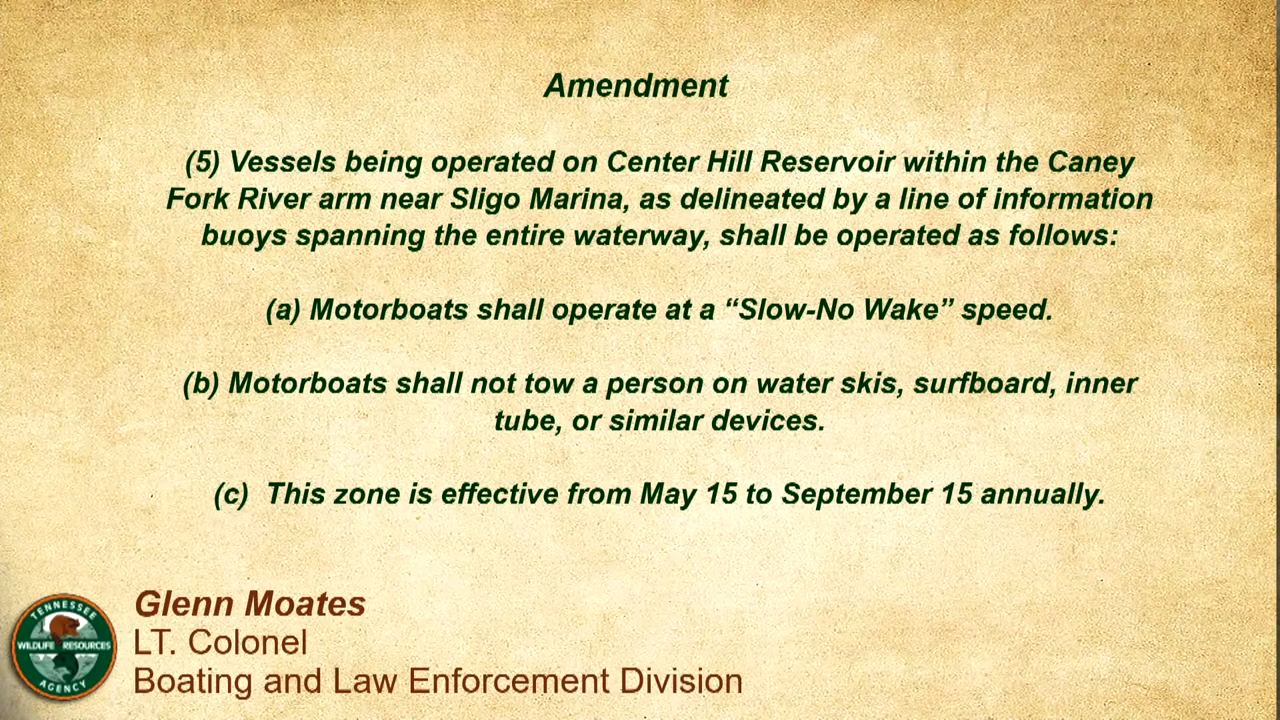 Amendment
(5) Vessels being operated on Center Hill Reservoir within the Caney
Fork River arm near Sligo Marina, as delineated by a line of information
buoys spanning the entire waterway, shall be operated as follows:
(a) Motorboats shall operate at a “Slow-No Wake” speed.
(b) Motorboats shall not tow a person on water skis, surfboard, inner
tube, or similar devices.
(c) This zone is effective from May 15 to September 15 annually.
Glenn Moates
LT. Colonel
Boating and Law Enforcement Division
TENNESSEE
WILDLIFE RESOURCES
AGENCY